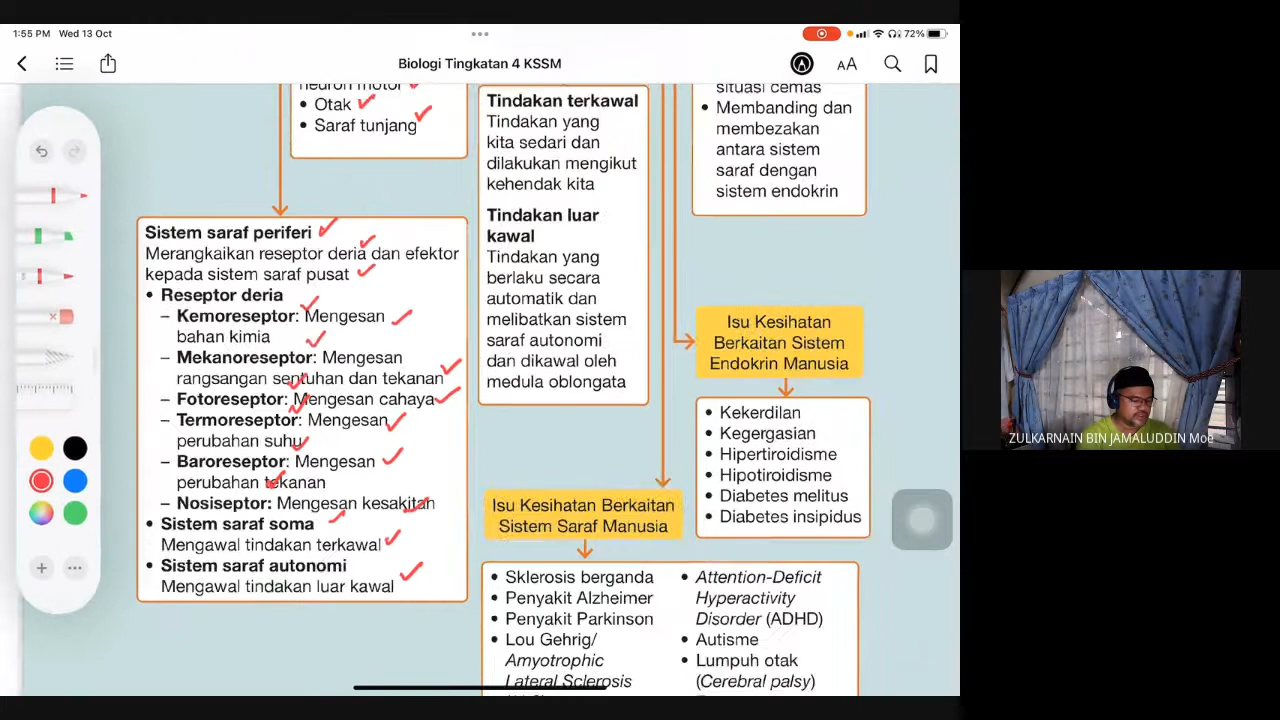 1:55 PM Wed 13 Oct
72%
Biologi Tingkatan 4 KSSM
AA
neuron motor
• Otak
• Saraf tunjang
Sistem saraf periferi
Merangkaikan reseptor deria dan efektor
kepada sistem saraf pusat
• Reseptor deria
– Kemoreseptor: Mengesan
bahan kimia
– Mekanoreseptor: Mengesan
rangsangan sentuhan dan tekanan
– Fotoreseptor: Mengesan cahaya
– Termoreseptor: Mengesan
perubahan suhu
– Baroreseptor: Mengesan
perubahan tekanan
– Nosiseptor: Mengesan kesakitan
• Sistem saraf soma
Mengawal tindakan terkawal
• Sistem saraf autonomi
Mengawal tindakan luar kawal
Tindakan terkawal
Tindakan yang
kita sedari dan
dilakukan mengikut
kehendak kita
Tindakan luar
kawal
Tindakan yang
berlaku secara
automatik dan
melibatkan sistem
saraf autonomi
dan dikawal oleh
medula oblongata
situasi cemas
• Membanding dan
membezakan
antara sistem
saraf dengan
sistem endokrin
Isu Kesihatan
Berkaitan Sistem
Endokrin Manusia
• Kekerdilan
• Kegergasian
• Hipertiroidisme
• Hipotiroidisme
• Diabetes melitus
• Diabetes insipidus
Isu Kesihatan Berkaitan
Sistem Saraf Manusia
• Sklerosis berganda
• Penyakit Alzheimer
• Penyakit Parkinson
• Lou Gehrig/
Amyotrophic
Lateral Sclerosis
• Attention-Deficit
Hyperactivity
Disorder (ADHD)
• Autisme
• Lumpuh otak
(Cerebral palsy)
ZULKARNAIN BIN JAMALUDDIN Moe